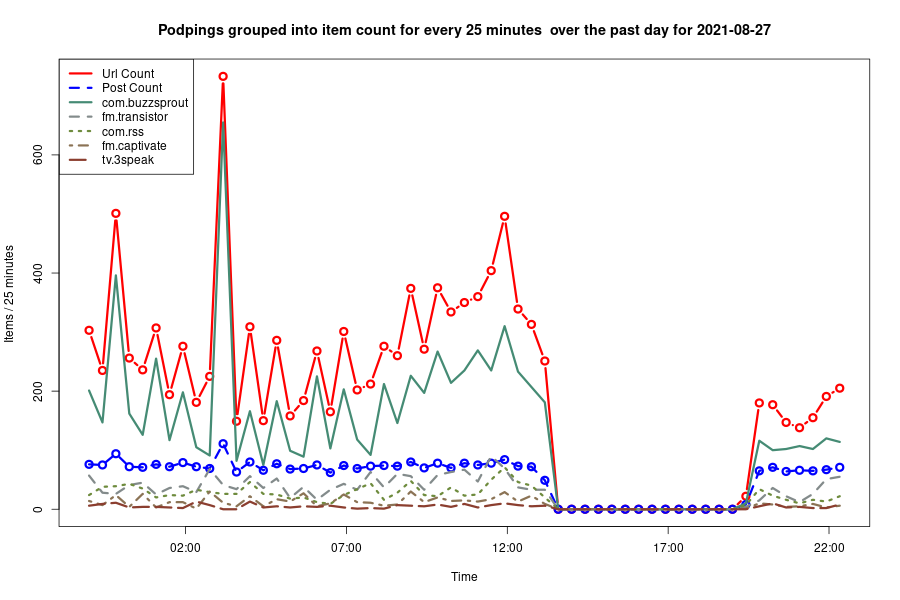 Podpings grouped into item count for every 25 minutes  over the past day for 2021-08-27
Url Count
Post Count
com.buzzsprout
fm.transistor
com.rss
fm.captivate
tv.3speak
Items / 25 minutes
600
400
200
0
02:00
07:00
12:00
17:00
22:00
Time